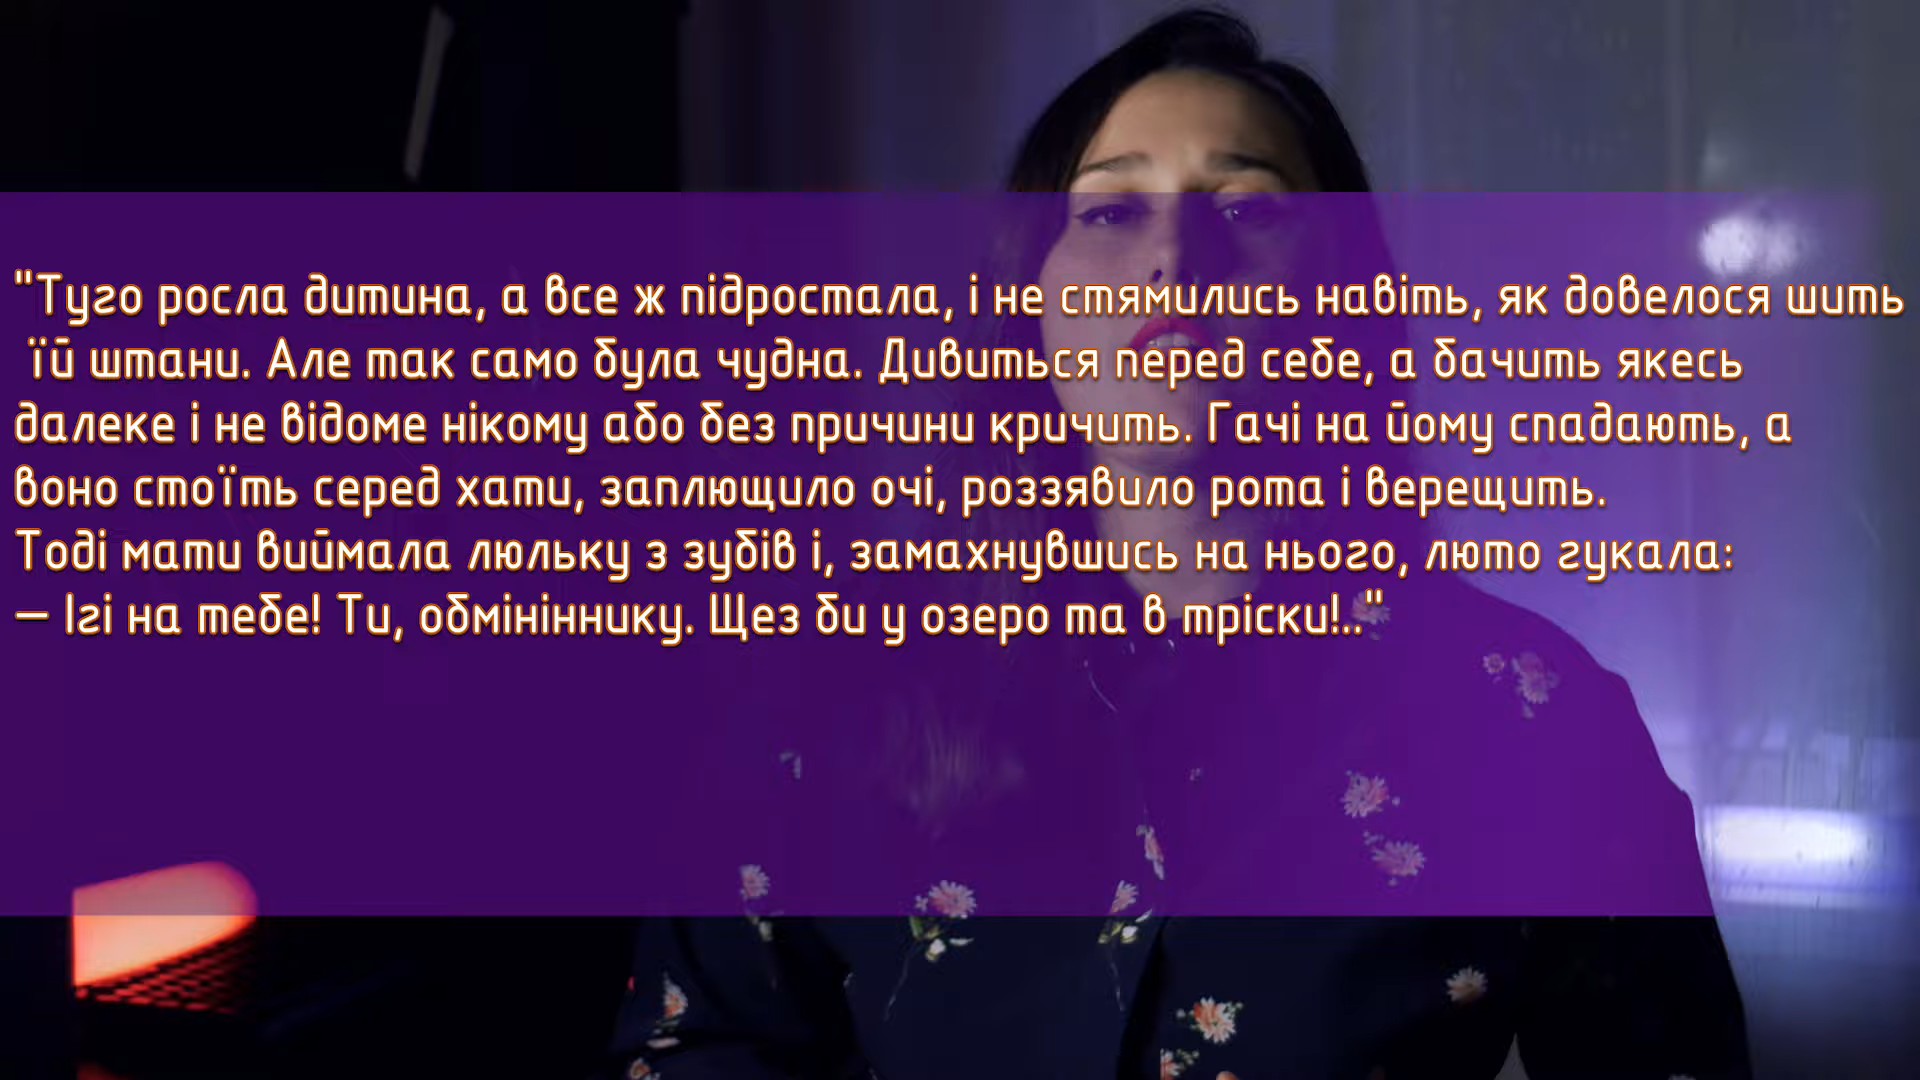 "Туго росла дитина, а все ж підростала, і не стямились навіть, як довелося шить
їй штани. Але так само була чудна. Дивиться перед себе, а бачить якесь
далеке і не відоме нікому або без причини кричить. Гачі на йому спадають, а
воно стоїть серед хати, заплющило очі, роззявило рота і верещить.
Тоді мати виймала люльку з зубів і, замахнувшись на нього, люто гукала:
– Ігі на тебе! Ти, обмінінику. Щез би у озеро та в тріски!.."